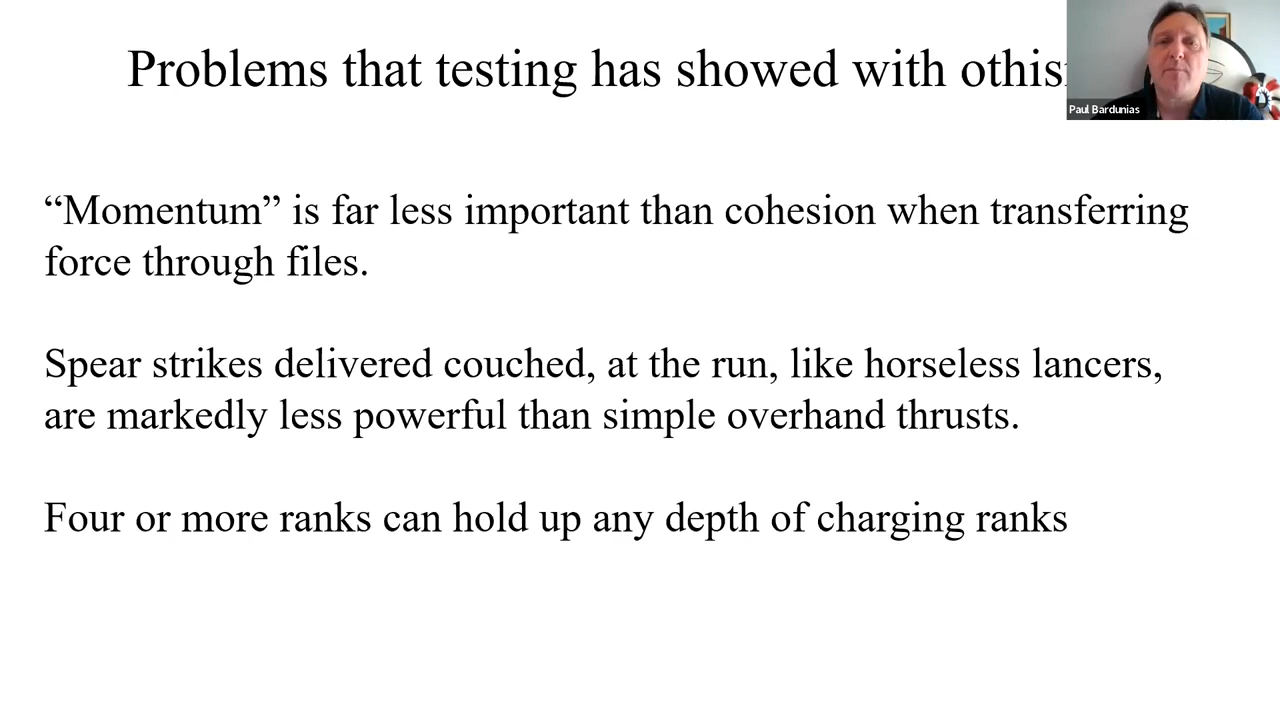 Problems that testing has showed with
Paul Bardunias
“Momentum” is far less important than cohesion when transferring
force through files.
Spear strikes delivered couched, at the run, like horseless lancers,
are markedly less powerful than simple overhand thrusts.
Four or more ranks can hold up any depth of charging ranks